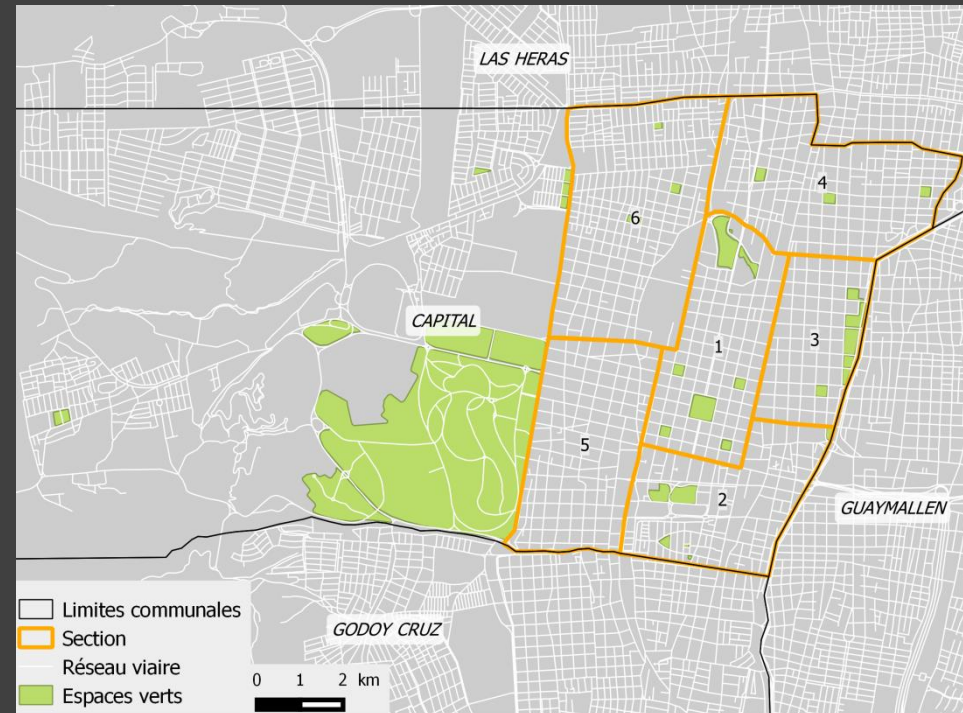 LAS HERAS
4
6
CAPITAL
1
3
5
2
GUAYMALLEN
GODOY CRUZ
Limites communales
Section
Réseau viaire
Espaces verts
0 1 2 km